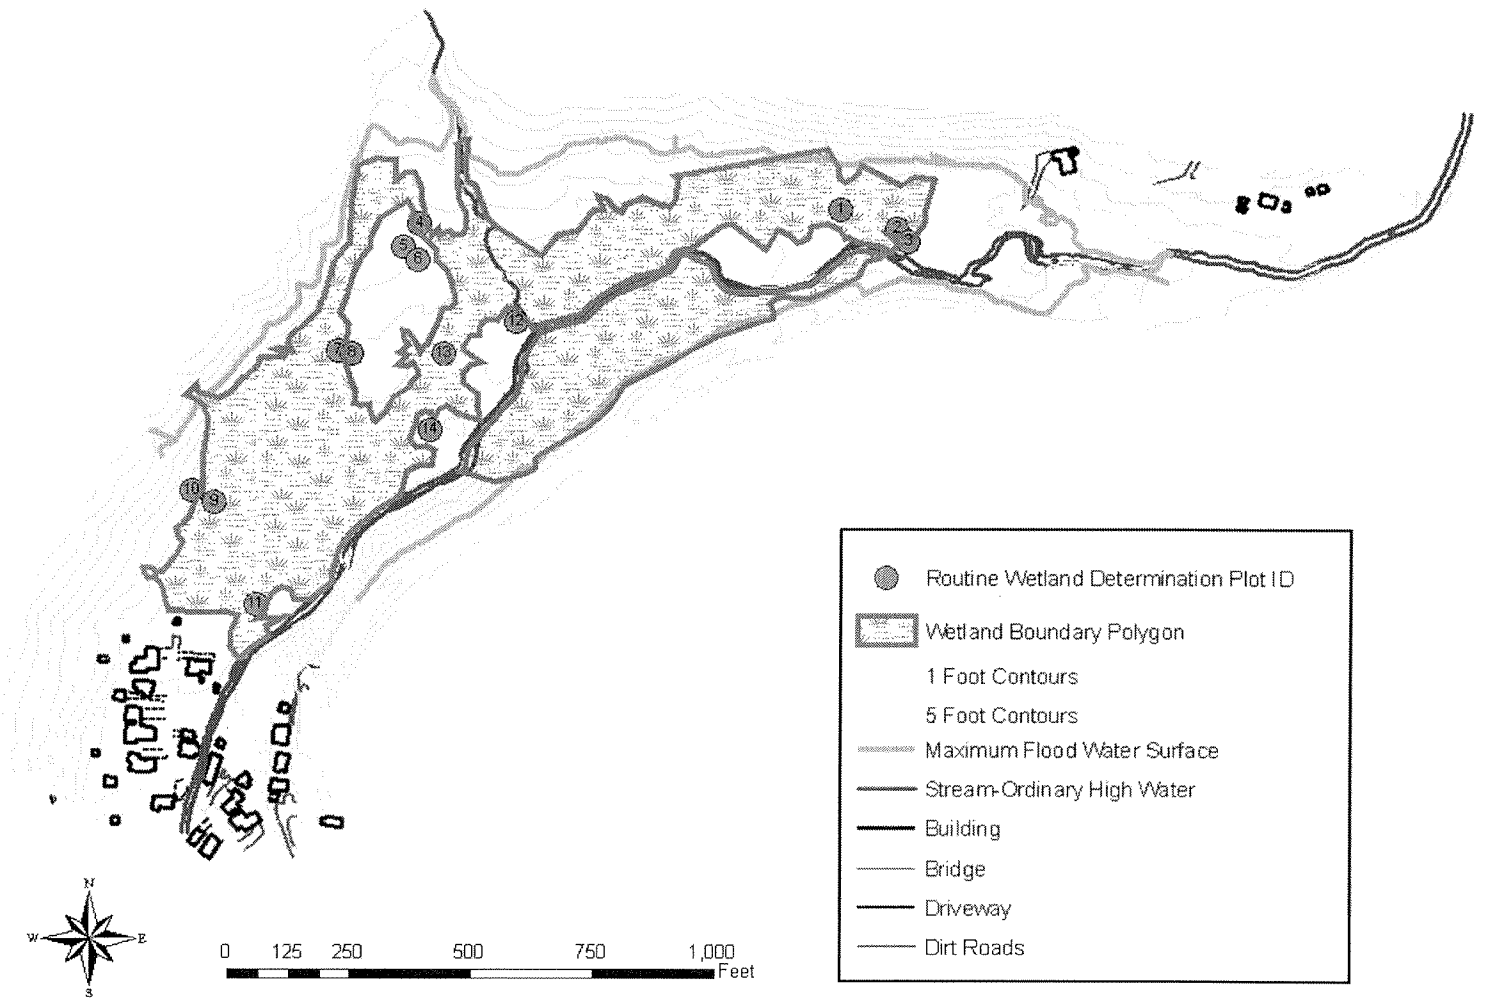 1
2
3
4
5
6
7 8
12
13
14
10
9
11
Routine Wetland Determination Plot ID
Wetland Boundary Polygon
1 Foot Contours
5 Foot Contours
Maximum Flood Water Surface
Stream-Ordinary High Water
Building
Bridge
Driveway
Dirt Roads
N
W E
S
0 125 250 500 750 1,000
Feet